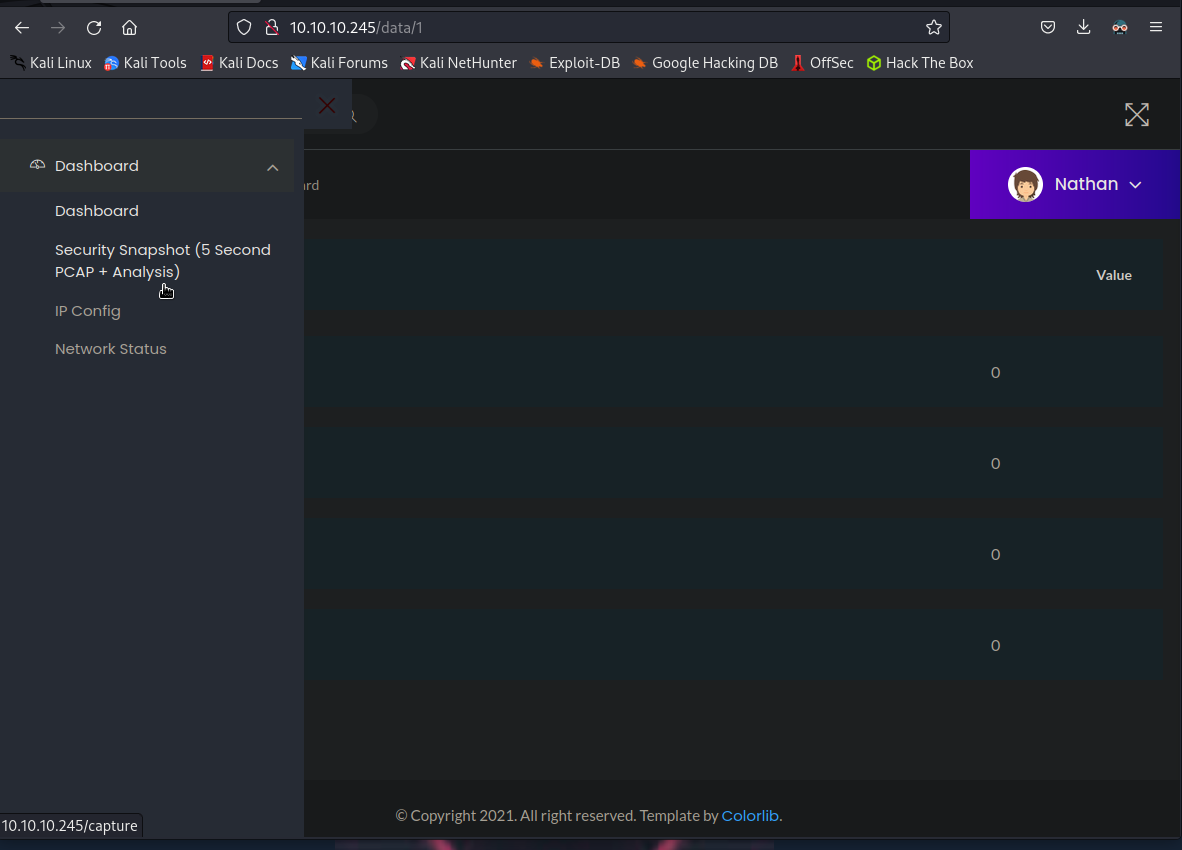 10.10.10.245/data/1
Kali Linux Kali Tools Kali Docs Kali Forums Kali NetHunter Exploit-DB Google Hacking DB OffSec Hack The Box
Dashboard
rd
Nathan
Dashboard
Security Snapshot (5 Second
PCAP + Analysis)
Value
IP Config
Network Status
0
0
0
0
© Copyright 2021. All right reserved. Template by Colorlib.
10.10.10.245/capture